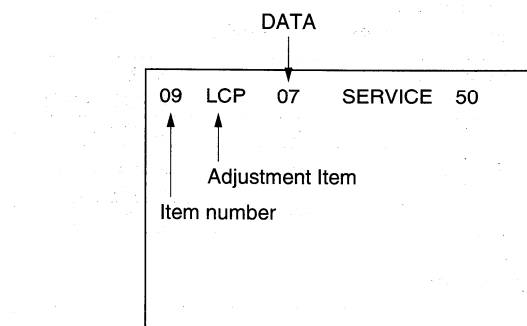 DATA
09 LCP 07 SERVICE 50
Adjustment Item
Item number